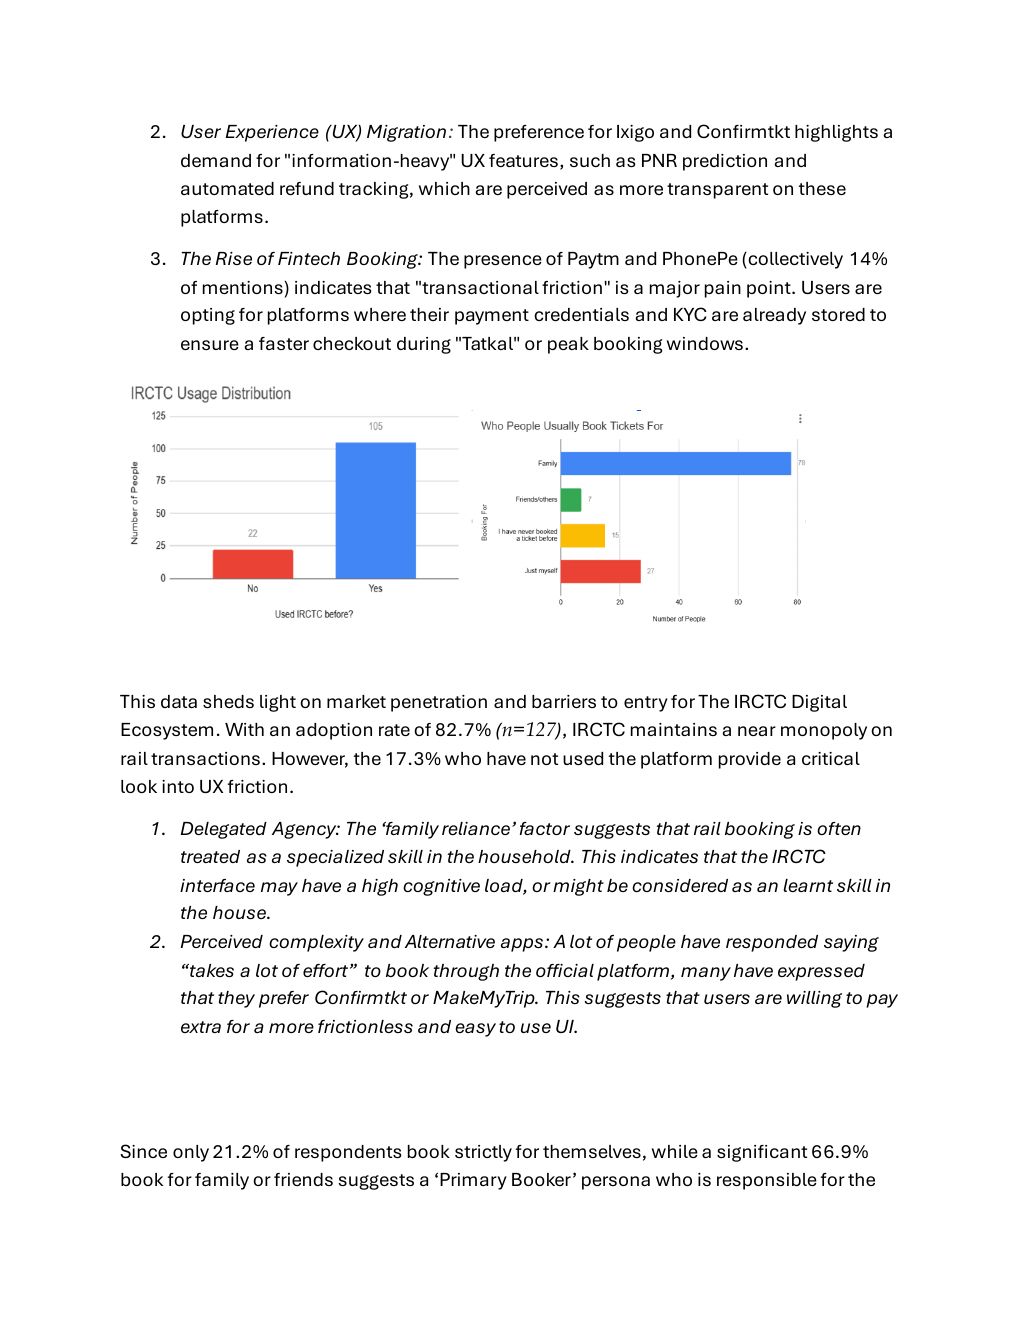 2. User Experience (UX) Migration: The preference for Ixigo and Confirmtkt highlights a
demand for "information-heavy" UX features, such as PNR prediction and
automated refund tracking, which are perceived as more transparent on these
platforms.
3. The Rise of Fintech Booking: The presence of Paytm and PhonePe (collectively 14%
of mentions) indicates that "transactional friction" is a major pain point. Users are
opting for platforms where their payment credentials and KYC are already stored to
ensure a faster checkout during "Tatkal" or peak booking windows.
IRCTC Usage Distribution
125
100
75
50
25
0
Number of People
22
105
No
Yes
Used IRCTC before?
Who People Usually Book Tickets For
Booking For
Family
78
Friends/others
7
I have never booked
a ticket before
15
Just myself
27
0 20 40 60 80
Number of People
This data sheds light on market penetration and barriers to entry for The IRCTC Digital
Ecosystem. With an adoption rate of 82.7% (n=127), IRCTC maintains a near monopoly on
rail transactions. However, the 17.3% who have not used the platform provide a critical
look into UX friction.
1. Delegated Agency: The ‘family reliance’ factor suggests that rail booking is often
treated as a specialized skill in the household. This indicates that the IRCTC
interface may have a high cognitive load, or might be considered as an learnt skill in
the house.
2. Perceived complexity and Alternative apps: A lot of people have responded saying
“takes a lot of effort” to book through the official platform, many have expressed
that they prefer Confirmtkt or MakeMyTrip. This suggests that users are willing to pay
extra for a more frictionless and easy to use UI.
Since only 21.2% of respondents book strictly for themselves, while a significant 66.9%
book for family or friends suggests a ‘Primary Booker’ persona who is responsible for the